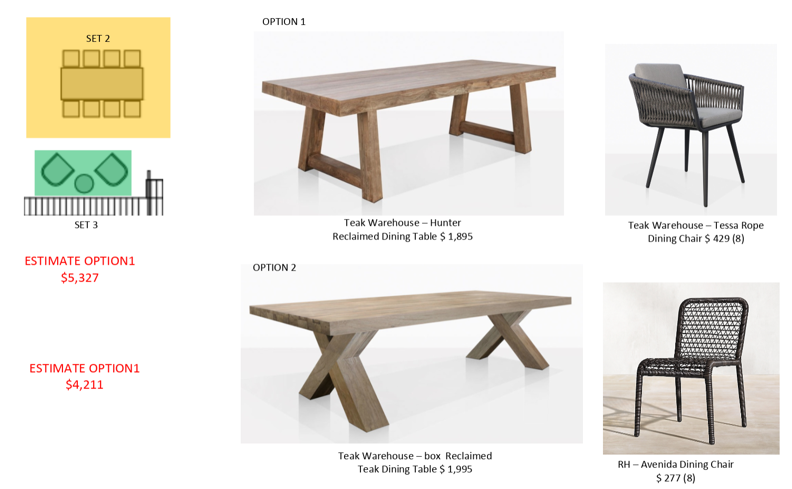 SET 2
SET 3
ESTIMATE OPTION1
$5,327
ESTIMATE OPTION1
$4,211
OPTION 1
Teak Warehouse – Hunter
Reclaimed Dining Table $ 1,895
Teak Warehouse – Tessa Rope
Dining Chair $ 429 (8)
OPTION 2
Teak Warehouse – box  Reclaimed
Teak Dining Table $ 1,995
RH – Avenida Dining Chair
$ 277 (8)